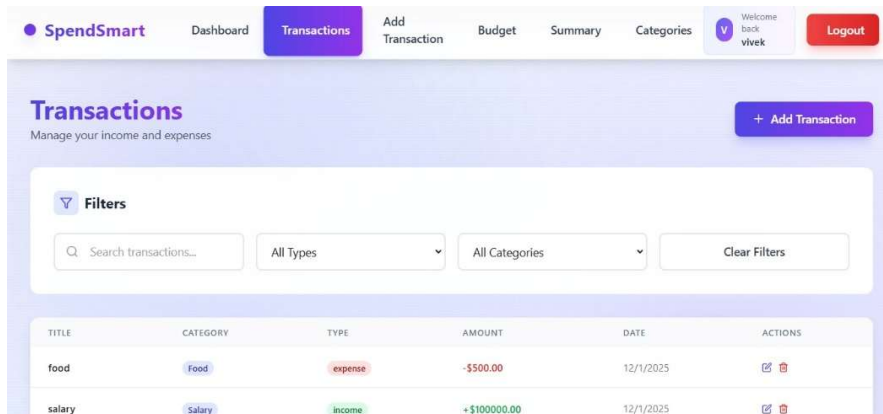 SpendSmart
Dashboard
Transactions
Add
Transaction
Budget
Summary
Categories
V
Welcome
back
vivek
Logout
Transactions
Manage your income and expenses
+ Add Transaction
Filters
Search transactions...
All Types
All Categories
Clear Filters
TITLE CATEGORY TYPE AMOUNT DATE ACTIONS
food Food expense -$500.00 12/1/2025
salary Salary income +$100000.00 12/1/2025